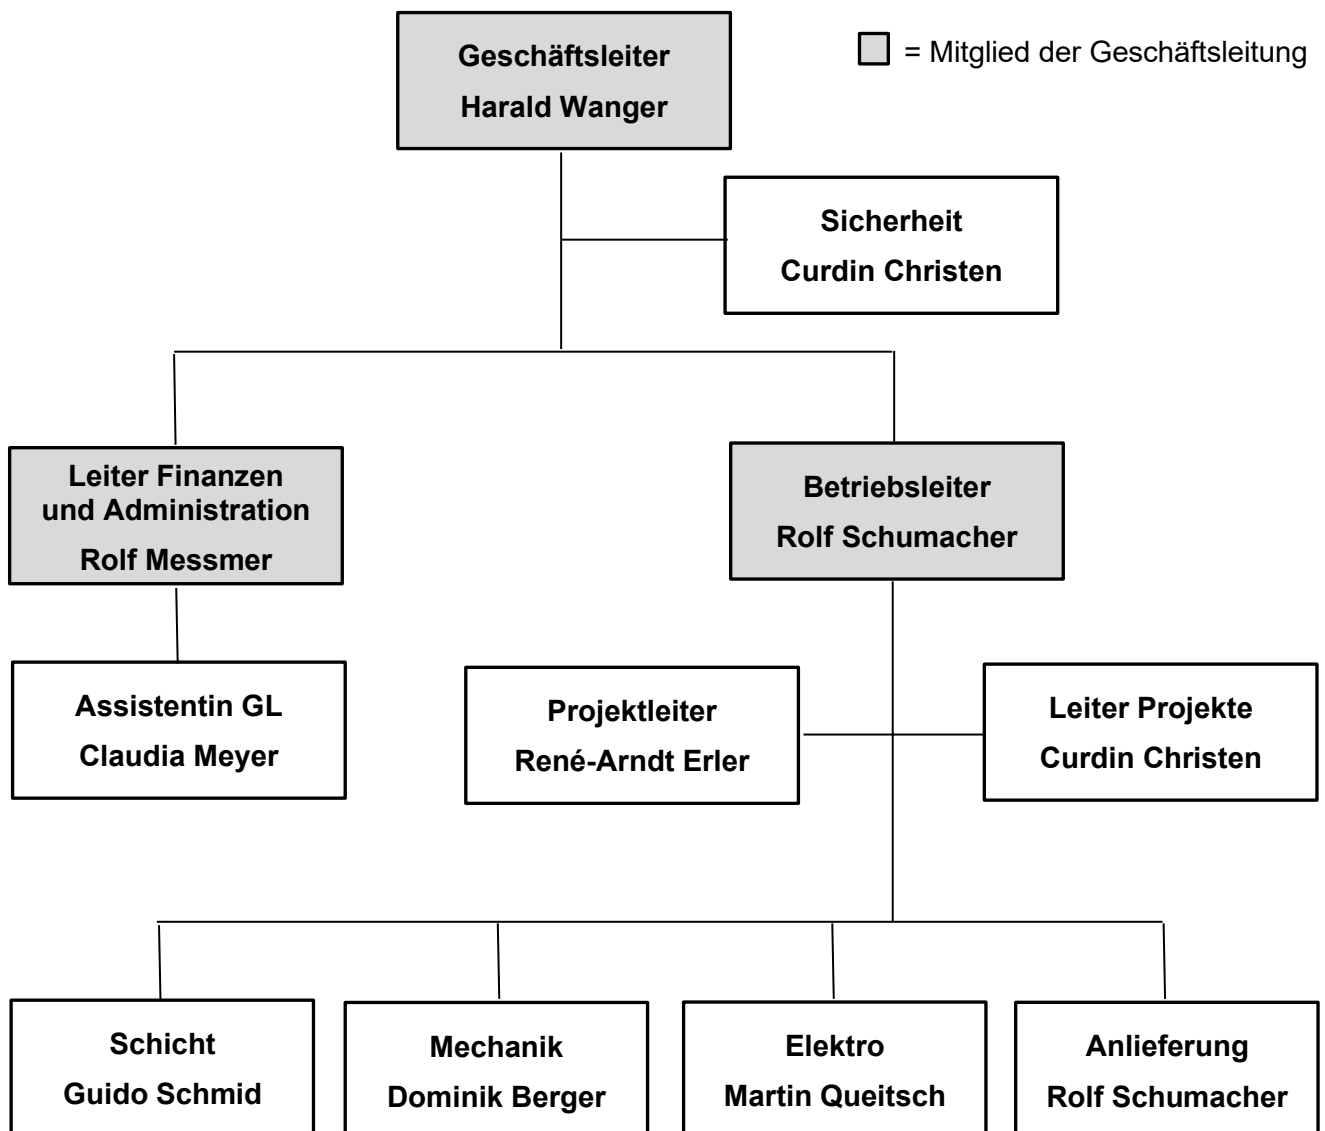 Geschäftsleiter
Harald Wanger
= Mitglied der Geschäftsleitung
Sicherheit
Curdin Christen
Leiter Finanzen
und Administration
Rolf Messmer
Betriebsleiter
Rolf Schumacher
Assistentin GL
Claudia Meyer
Projektleiter
René-Arndt Erler
Leiter Projekte
Curdin Christen
Schicht
Guido Schmid
Mechanik
Dominik Berger
Elektro
Martin Queitsch
Anlieferung
Rolf Schumacher